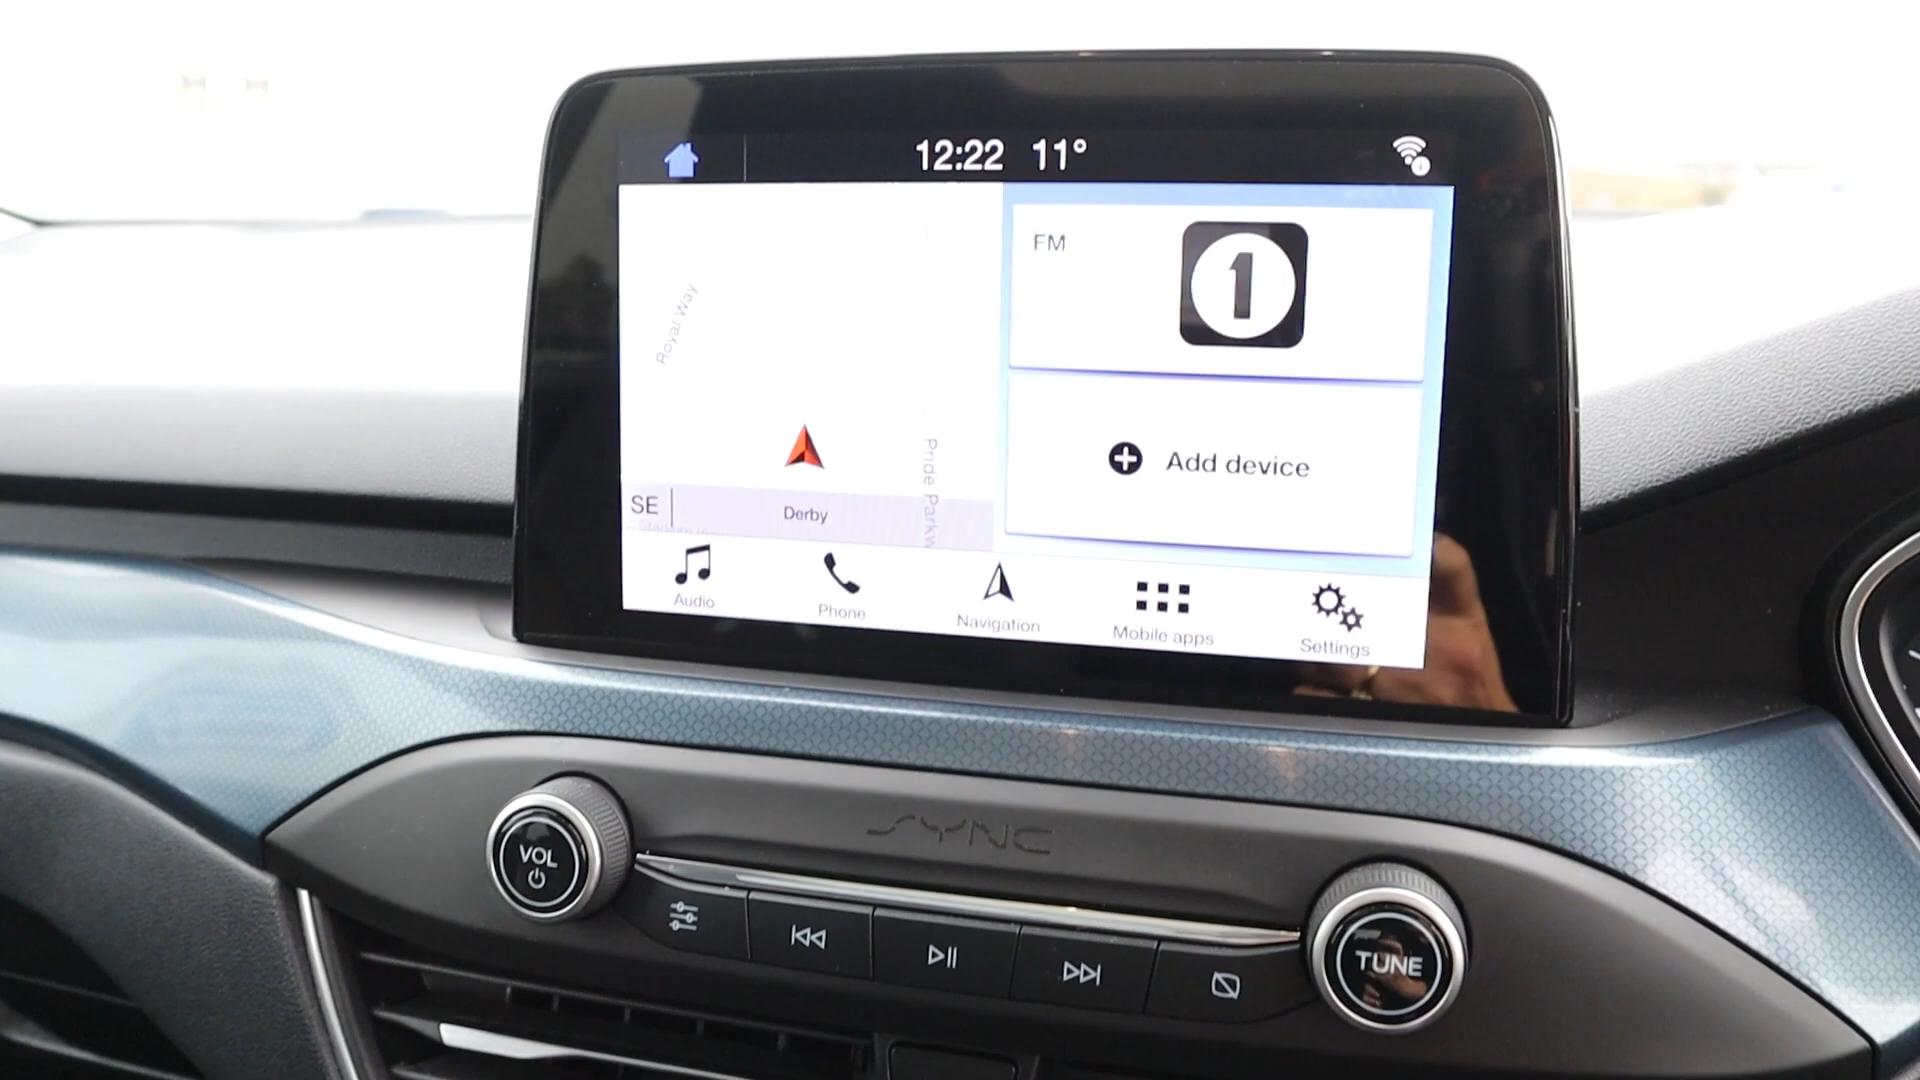 12:22 11°
FM
1
Royal Way
Add device
Pride Parkw
SE
Derby
Audio
Phone
Navigation
Mobile apps
Settings
SYNC
VOL
TUNE